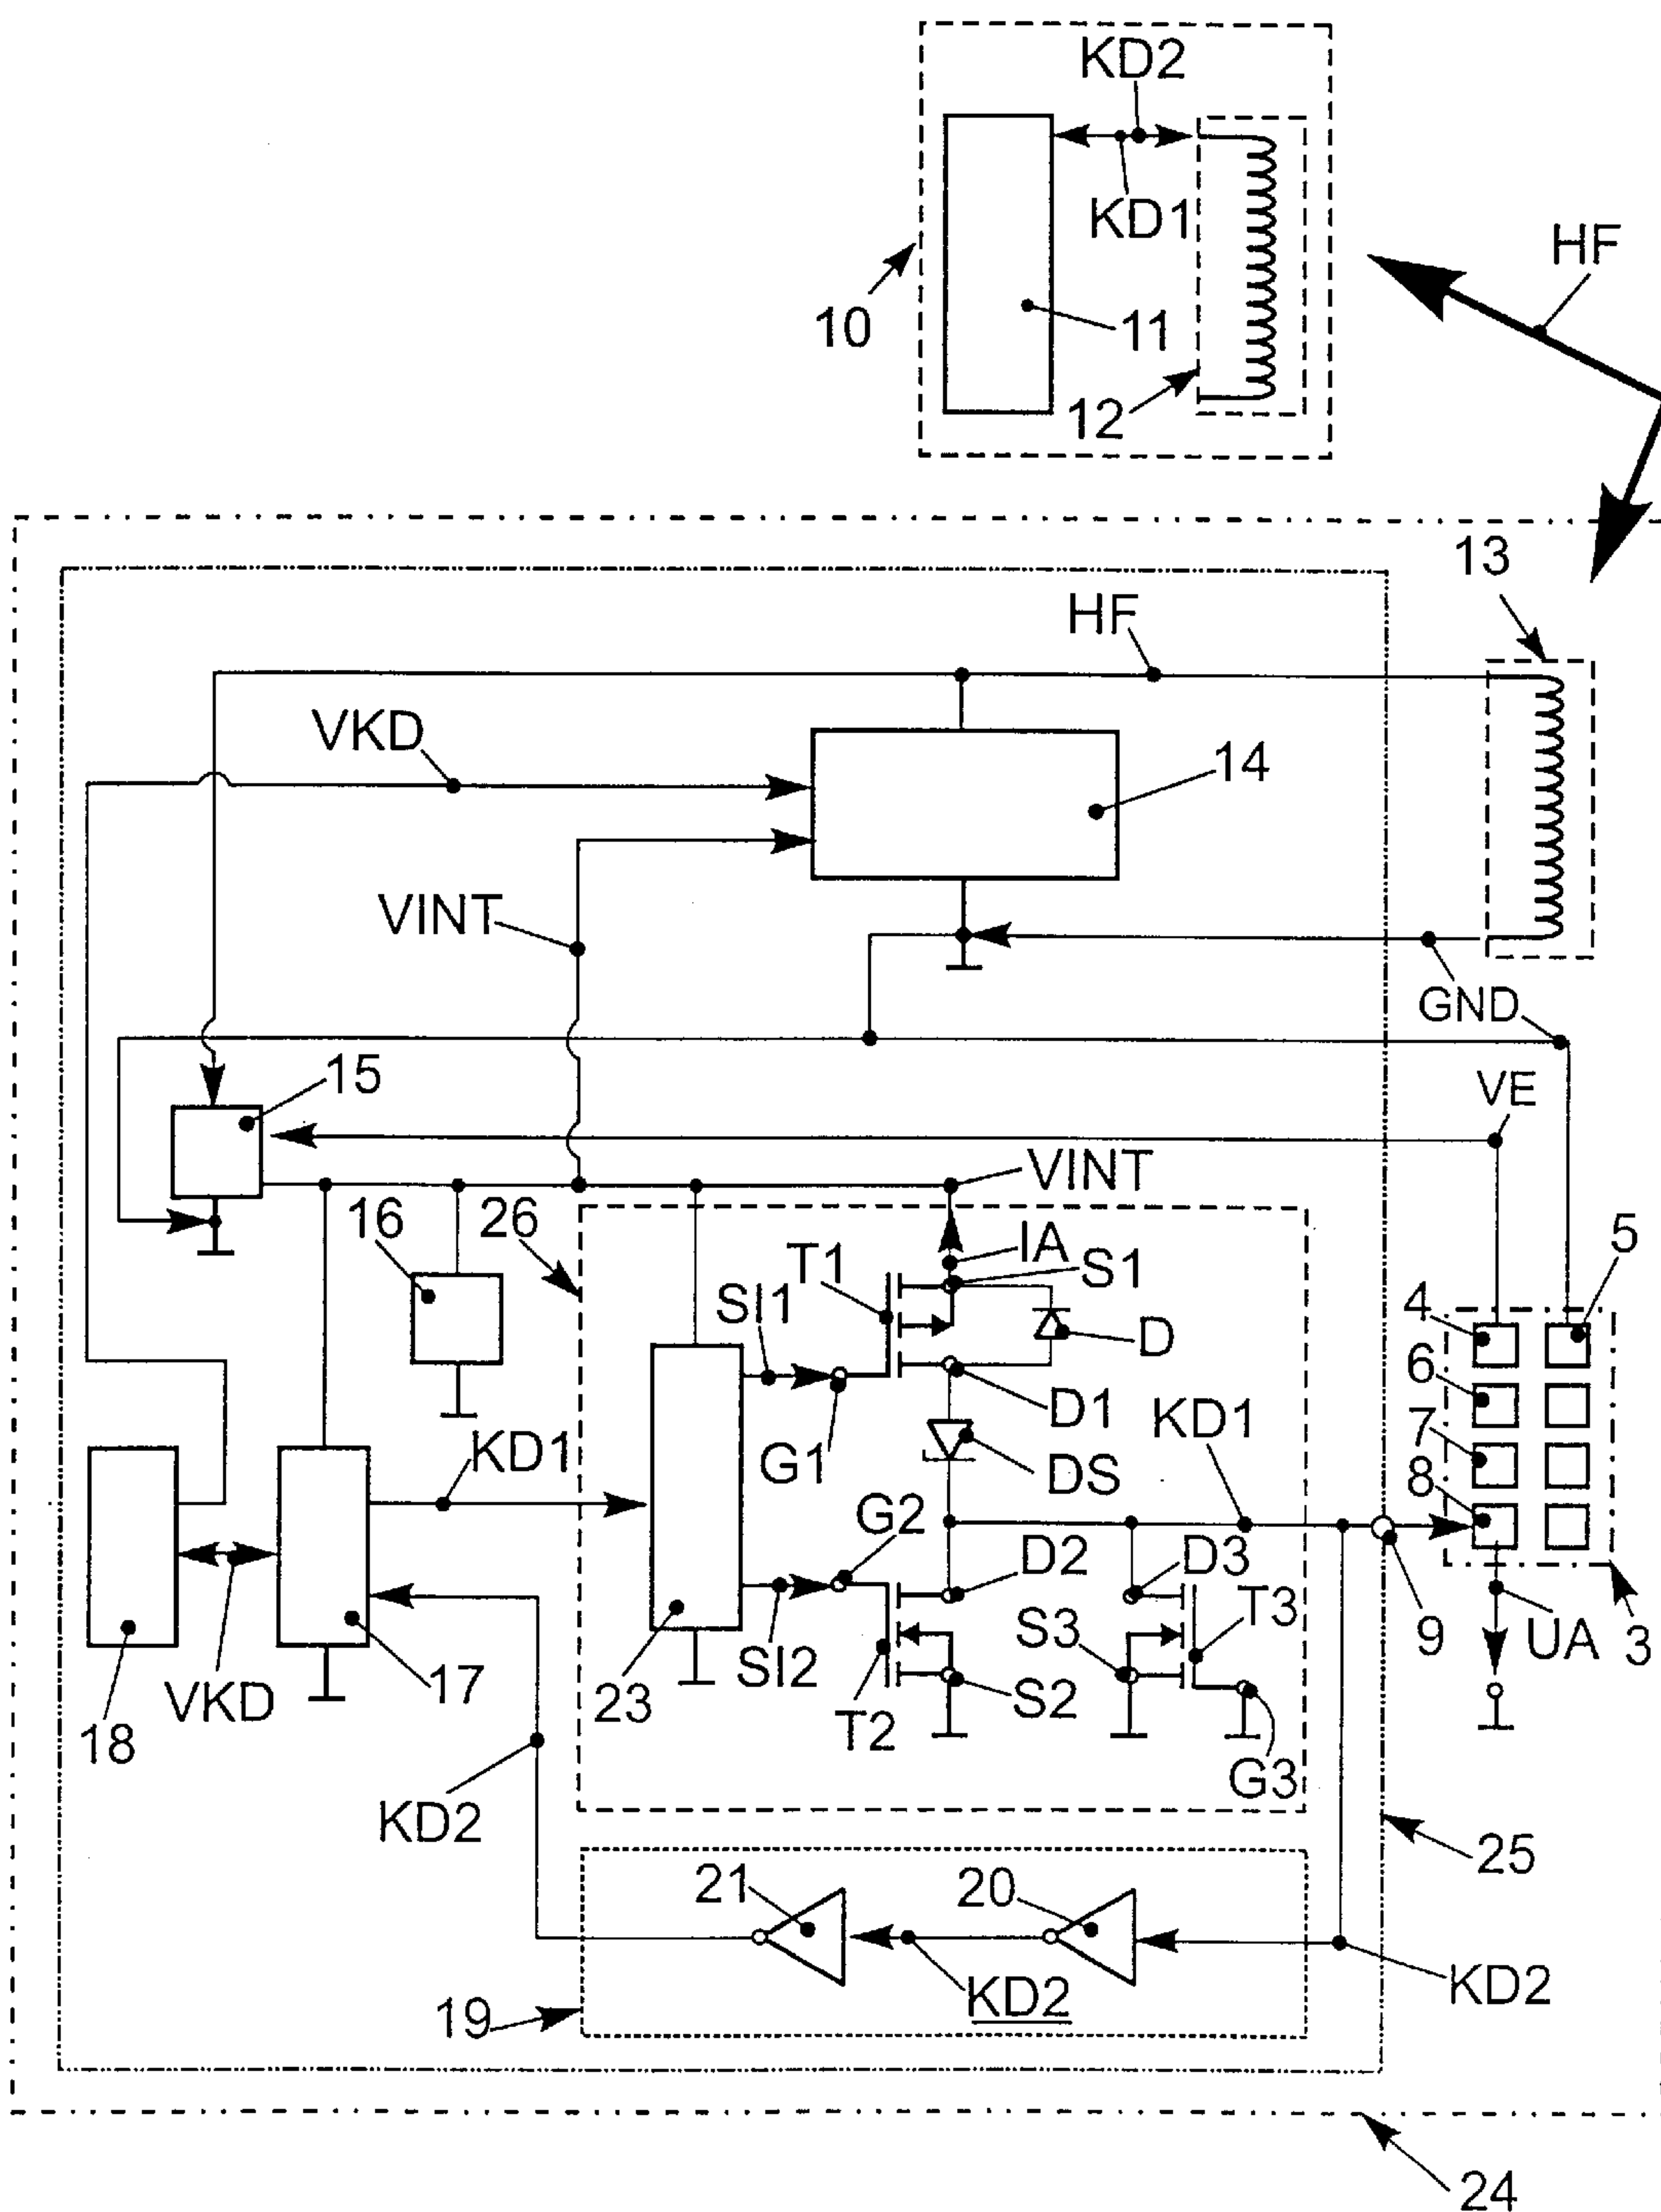 KD2
KD1
HF
10
11
12
13
HF
VKD
14
VINT
GND
15
VE
VINT
16
26
IA
5
T1
S1
SI1
4
D
6
D1
KD1
7
KD1
G1
DS
8
G2
D2
D3
T3
S3
9
UA
3
SI2
17
23
S2
VKD
T2
18
G3
KD2
25
21
20
KD2
KD2
19
24